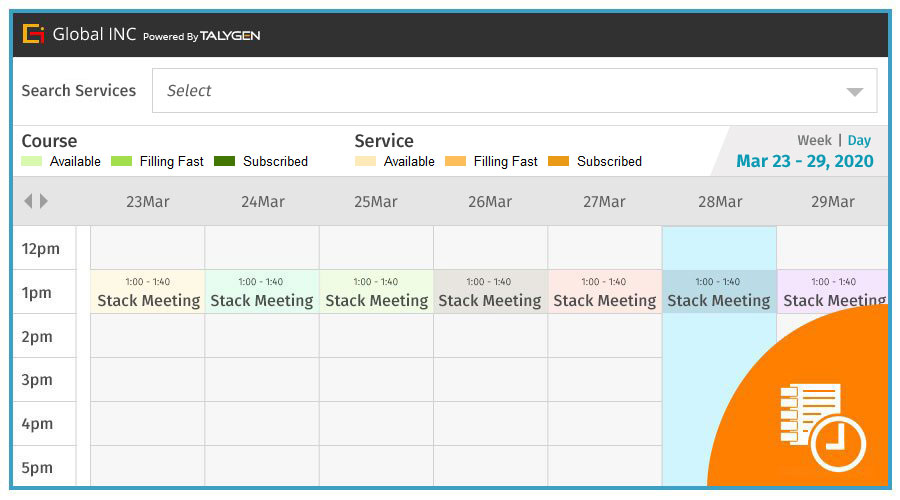 Global INC Powered By TALYGEN
Search Services Select
Course Service
Available Filling Fast Subscribed Available Filling Fast Subscribed
Week | Day
Mar 23 - 29, 2020
23Mar 24Mar 25Mar 26Mar 27Mar 28Mar 29Mar
12pm
1pm
1:00 - 1:40 1:00 - 1:40 1:00 - 1:40 1:00 - 1:40 1:00 - 1:40 1:00 - 1:40 1:00 - 1:40
Stack Meeting Stack Meeting Stack Meeting Stack Meeting Stack Meeting Stack Meeting Stack Meeting
2pm
3pm
4pm
5pm